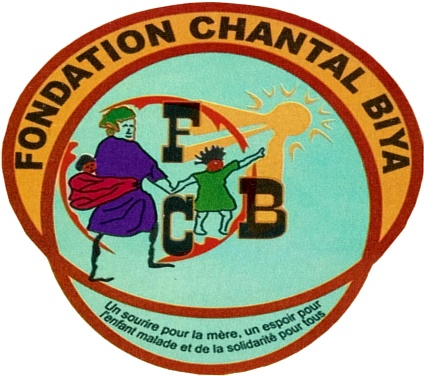 FONDATION CHANTAL BIYA
F
C B
Un sourire pour la mère, un espoir pour
l'enfant malade et de la solidarité pour tous